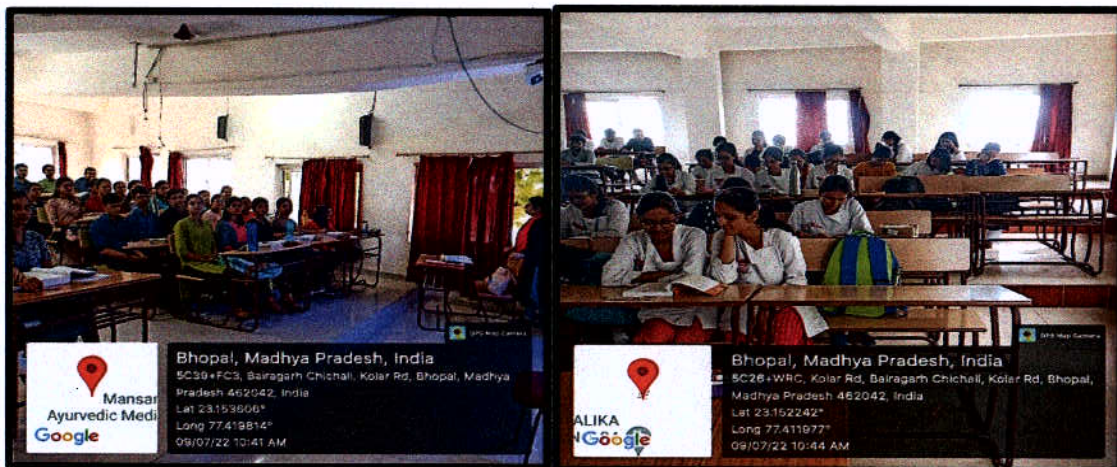 GPS Map Camera
Bhopal, Madhya Pradesh, India
5C39+FC3, Bairagarh Chichali, Kolar Rd, Bhopal, Madhya
Pradesh 462042, India
Lat 23.153606°
Long 77.419814°
09/07/22 10:41 AM
Mansar
Ayurvedic Medi
Google
GPS Map Camera
Bhopal, Madhya Pradesh, India
5C26+WRC, Kolar Rd, Bairagarh Chichali, Kolar Rd, Bhopal,
Madhya Pradesh 462042, India
Lat 23.152242°
Long 77.411977°
09/07/22 10:44 AM
ALIKA
Google